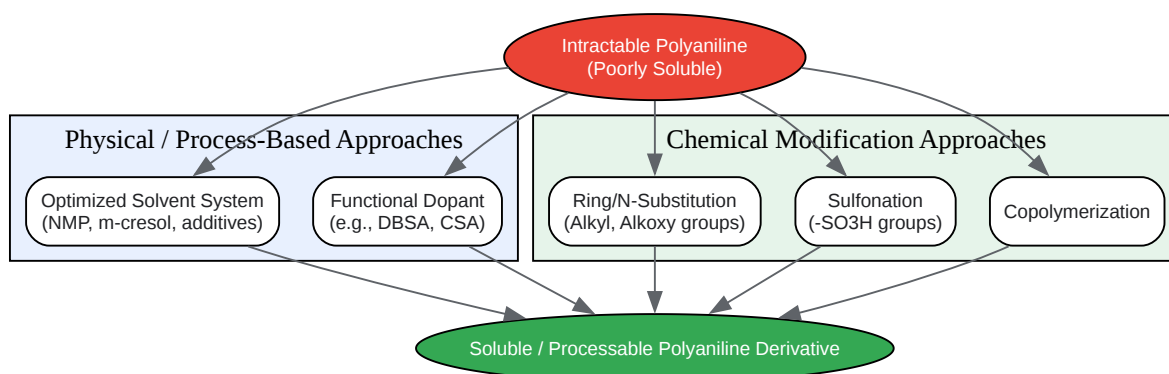 Intractable Polyaniline
(Poorly Soluble)
Physical / Process-Based Approaches
Chemical Modification Approaches
Optimized Solvent System
(NMP, m-cresol, additives)
Functional Dopant
(e.g., DBSA, CSA)
Ring/N-Substitution
(Alkyl, Alkoxy groups)
Sulfonation
(-SO3H groups)
Copolymerization
Soluble / Processable Polyaniline Derivative